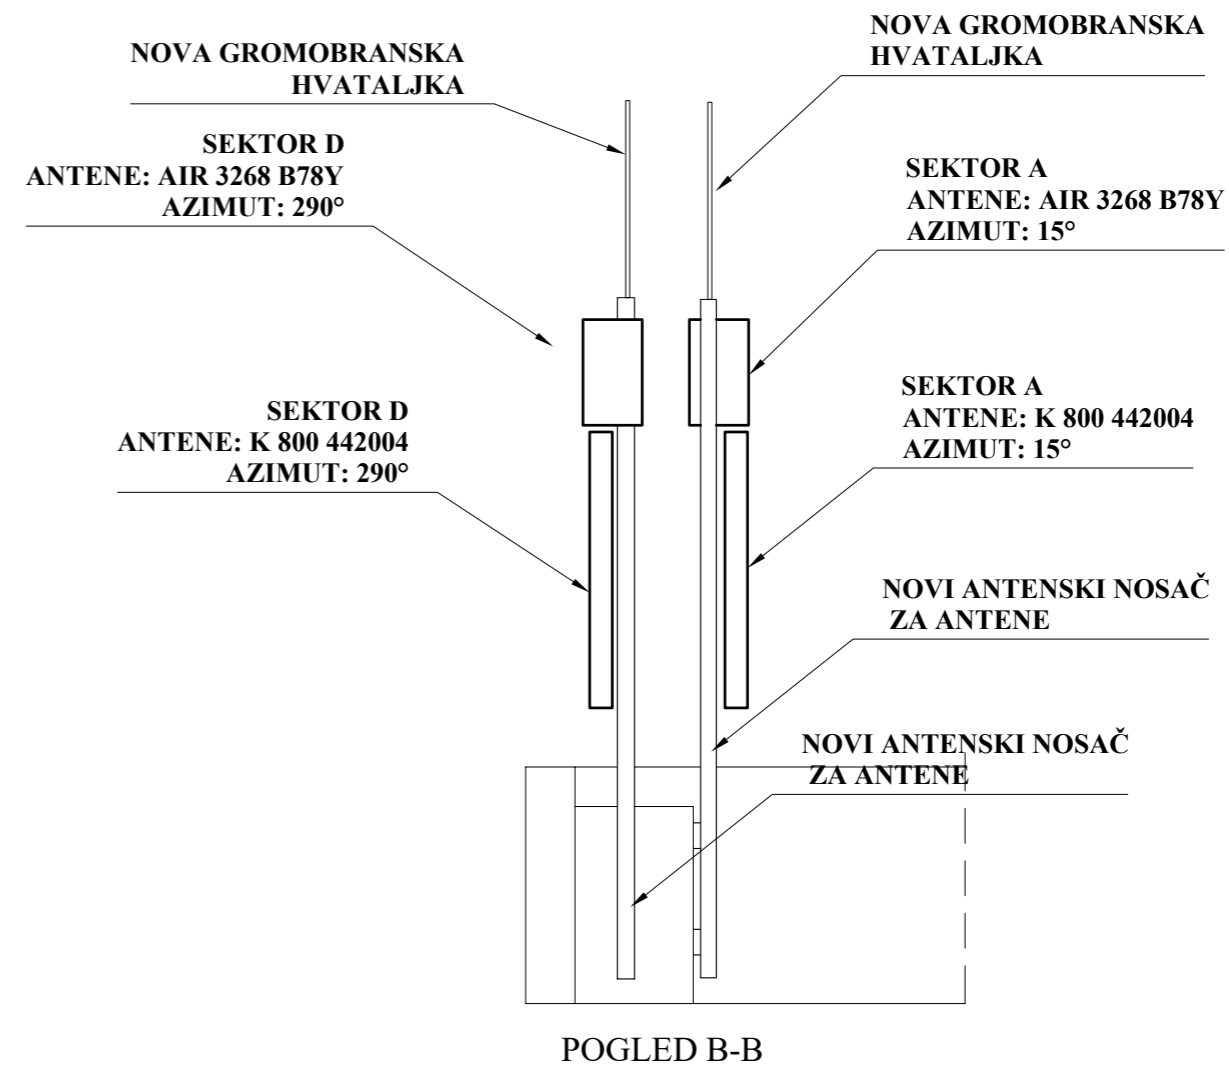 NOVA GROMOBRANSKA
HVATALJKA
NOVA GROMOBRANSKA
HVATALJKA
SEKTOR D
ANTENE: AIR 3268 B78Y
AZIMUT: 290°
SEKTOR A
ANTENE: AIR 3268 B78Y
AZIMUT: 15°
SEKTOR D
ANTENE: K 800 442004
AZIMUT: 290°
SEKTOR A
ANTENE: K 800 442004
AZIMUT: 15°
NOVI ANTENSKI NOSAČ
ZA ANTENE
NOVI ANTENSKI NOSAČ
ZA ANTENE
POGLED B-B